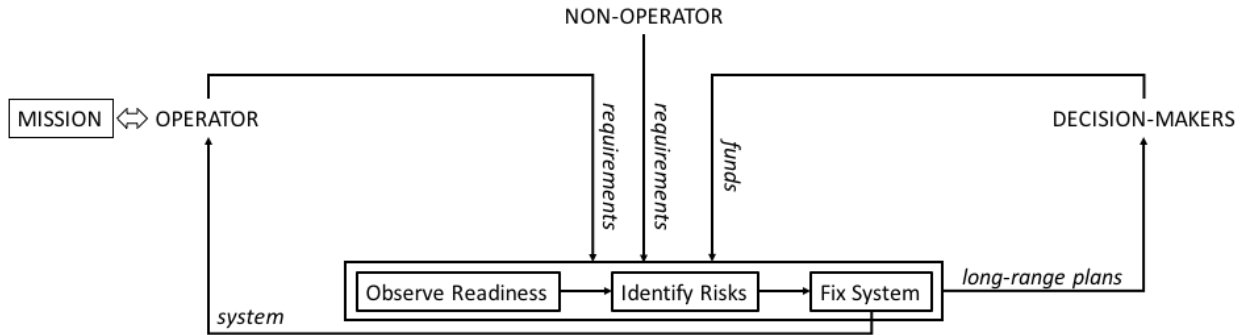 NON-OPERATOR
MISSION
OPERATOR
DECISION-MAKERS
requirements
requirements
funds
Observe Readiness
Identify Risks
Fix System
long-range plans
system